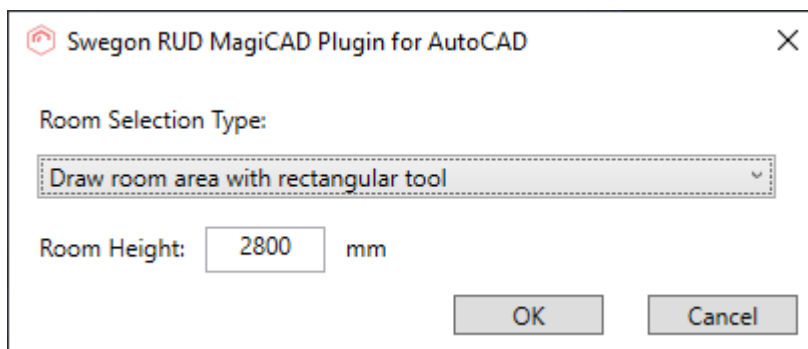 Swegon RUD MagiCAD Plugin for AutoCAD
Room Selection Type:
Draw room area with rectangular tool
Room Height: 2800 mm
OK Cancel